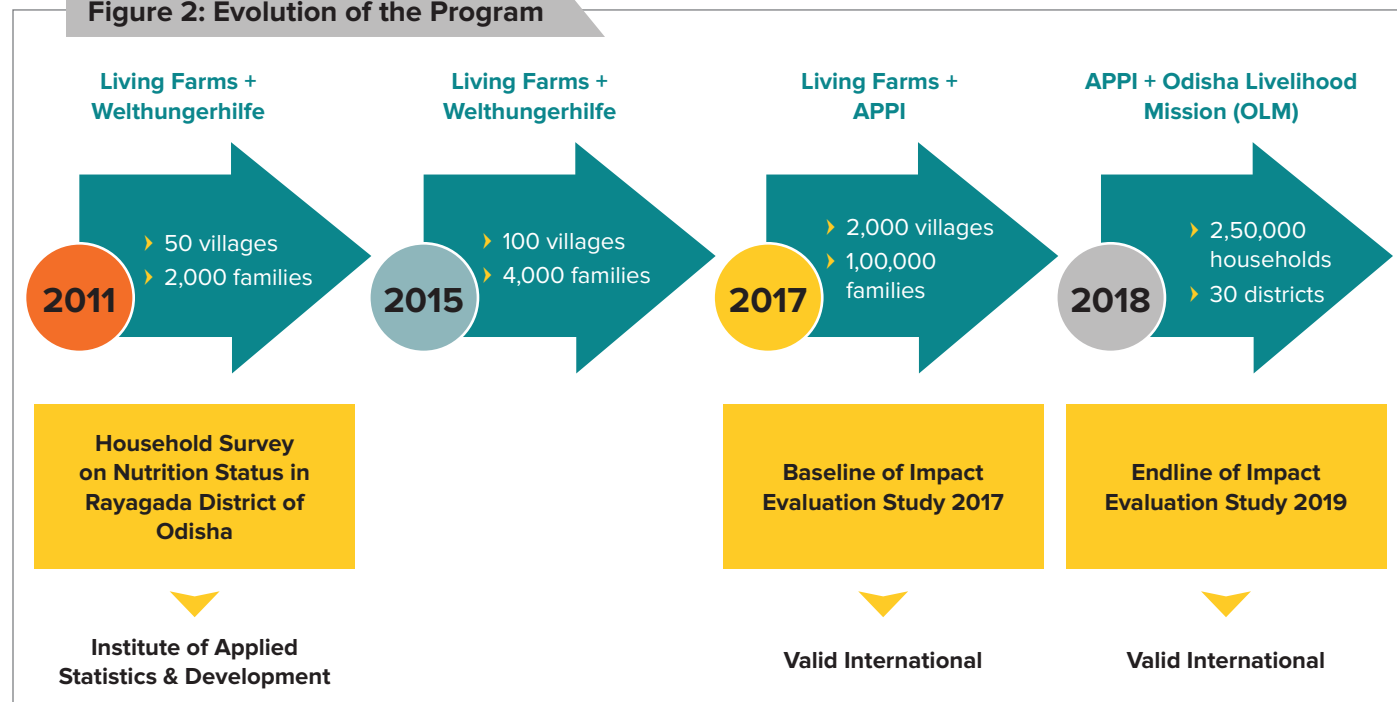 Figure 2: Evolution of the Program
Living Farms +
Welthungerhilfe
2011
50 villages
2,000 families
Household Survey
on Nutrition Status in
Rayagada District of
Odisha
Institute of Applied
Statistics & Development
Living Farms +
Welthungerhilfe
2015
100 villages
4,000 families
Living Farms +
APPI
2017
2,000 villages
1,00,000
families
Baseline of Impact
Evaluation Study 2017
Valid International
APPI + Odisha Livelihood
Mission (OLM)
2018
2,50,000
households
30 districts
Endline of Impact
Evaluation Study 2019
Valid International